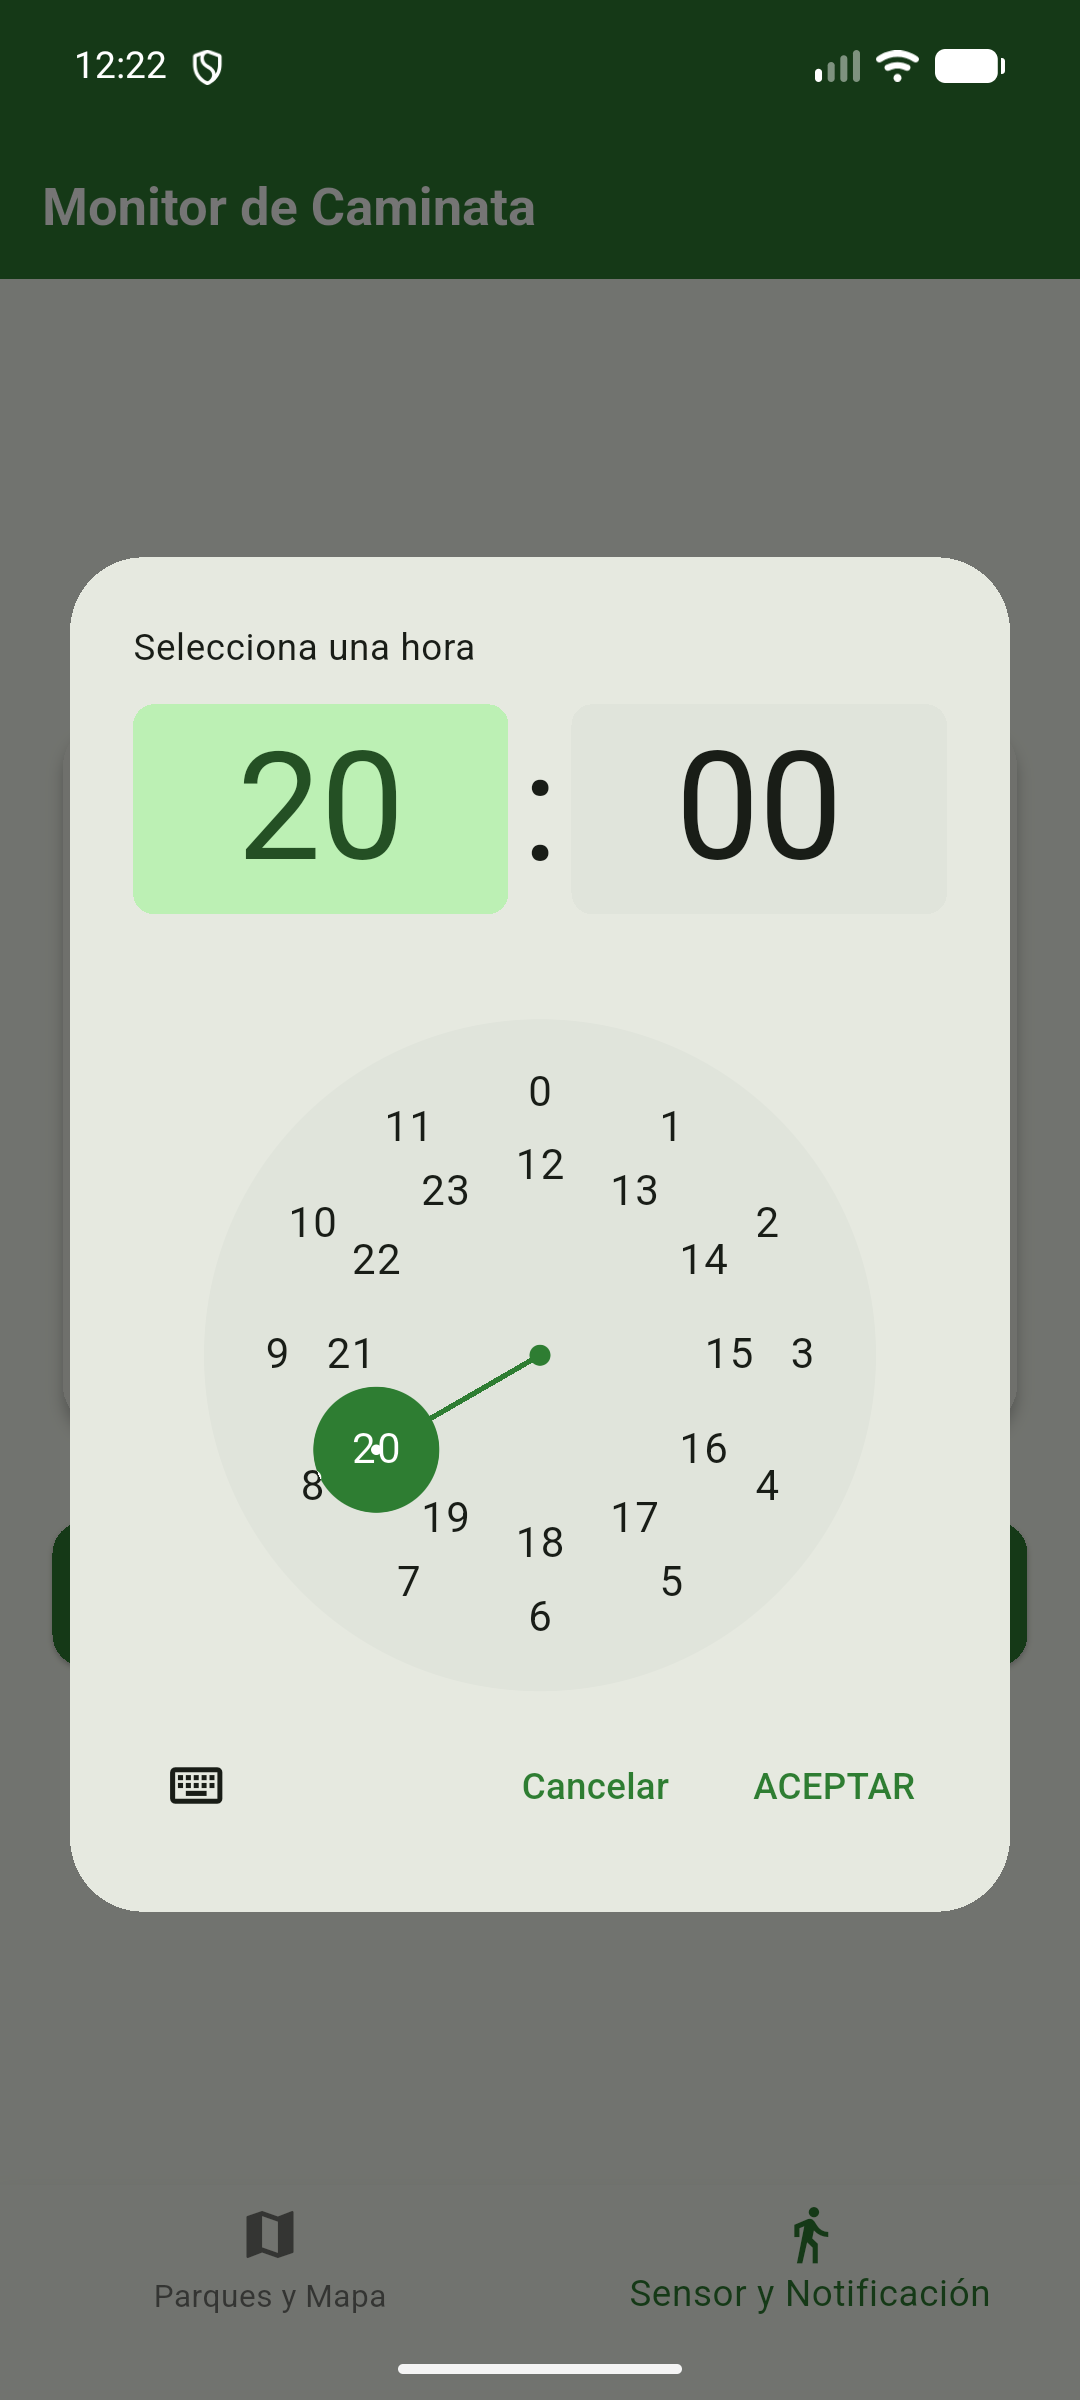 12:22
Monitor de Caminata
Selecciona una hora
20 : 00
0
11 1
12
23 13
10 2
22 14
9 21 15 3
20 16
8 4
19 17
18
7 5
6
Cancelar ACEPTAR
Parques y Mapa Sensor y Notificación